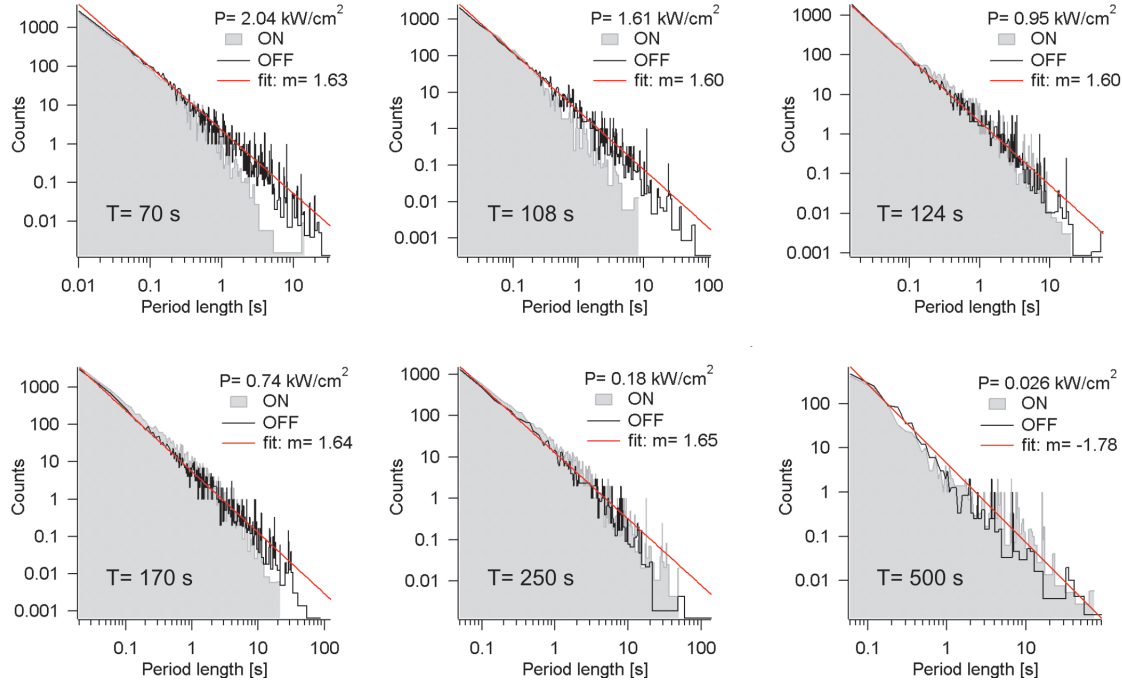 P= 2.04 kW/cm2
ON
OFF
fit: m= 1.63
1000
100
10
1
0.1
0.01
Counts
T= 70 s
0.01
0.1
1
10
Period length [s]
P= 1.61 kW/cm2
ON
OFF
fit: m= 1.60
1000
100
10
1
0.1
0.01
0.001
Counts
T= 108 s
0.1
1
10
100
Period length [s]
P= 0.95 kW/cm2
ON
OFF
fit: m= 1.60
1000
100
10
1
0.1
0.01
0.001
Counts
T= 124 s
0.1
1
10
Period length [s]
P= 0.74 kW/cm2
ON
OFF
fit: m= 1.64
1000
100
10
1
0.1
0.01
0.001
Counts
T= 170 s
0.1
1
10
100
Period length [s]
P= 0.18 kW/cm2
ON
OFF
fit: m= 1.65
1000
100
10
1
0.1
0.01
Counts
T= 250 s
0.1
1
10
100
Period length [s]
P= 0.026 kW/cm2
ON
OFF
fit: m= -1.78
100
10
1
0.1
0.01
Counts
T= 500 s
0.1
1
10
Period length [s]